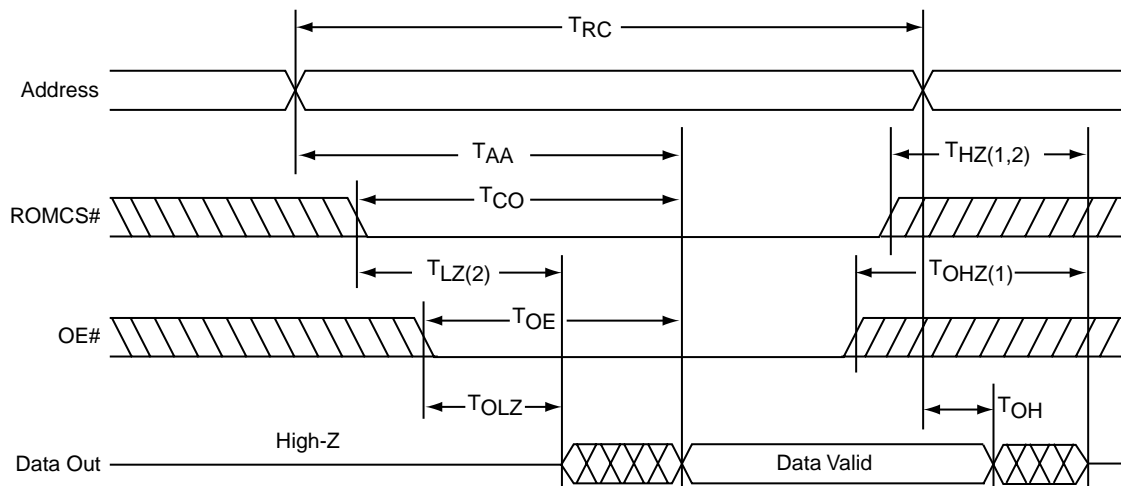 TRC
Address
TAA
THZ(1,2)
TCO
ROMCS#
TLZ(2)
TOHZ(1)
TOE
OE#
TOLZ
TOH
High-Z
Data Out
Data Valid